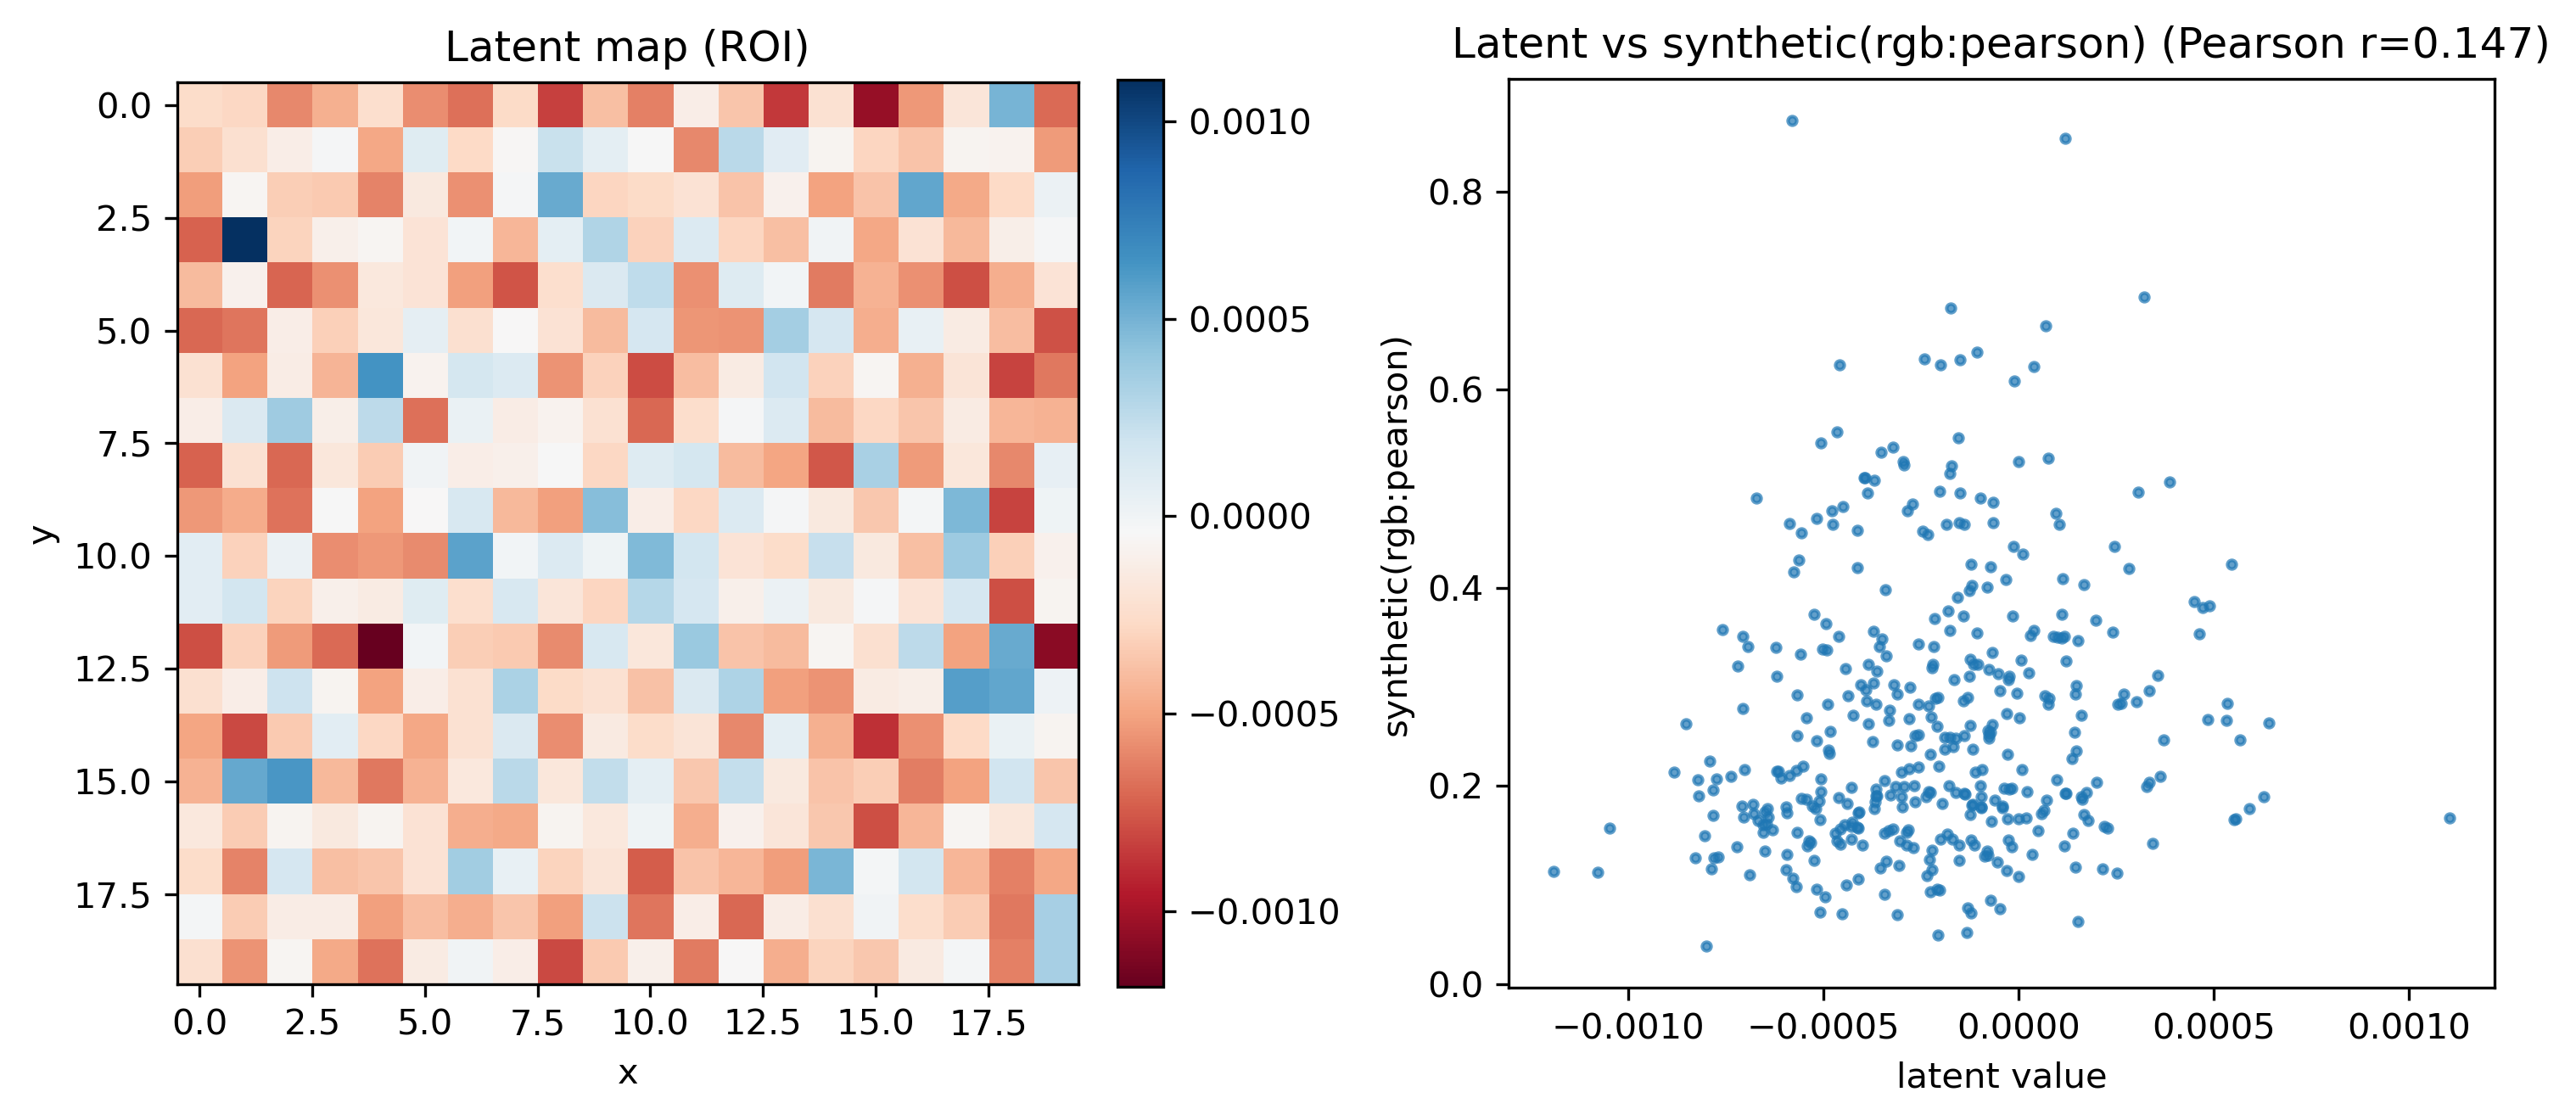 Latent map (ROI)
0.0
2.5
5.0
7.5
10.0
12.5
15.0
17.5
y
0.0 2.5 5.0 7.5 10.0 12.5 15.0 17.5
x
0.0010
0.0005
0.0000
−0.0005
−0.0010
Latent vs synthetic(rgb:pearson) (Pearson r=0.147)
0.8
0.6
0.4
0.2
0.0
synthetic(rgb:pearson)
−0.0010 −0.0005 0.0000 0.0005 0.0010
latent value